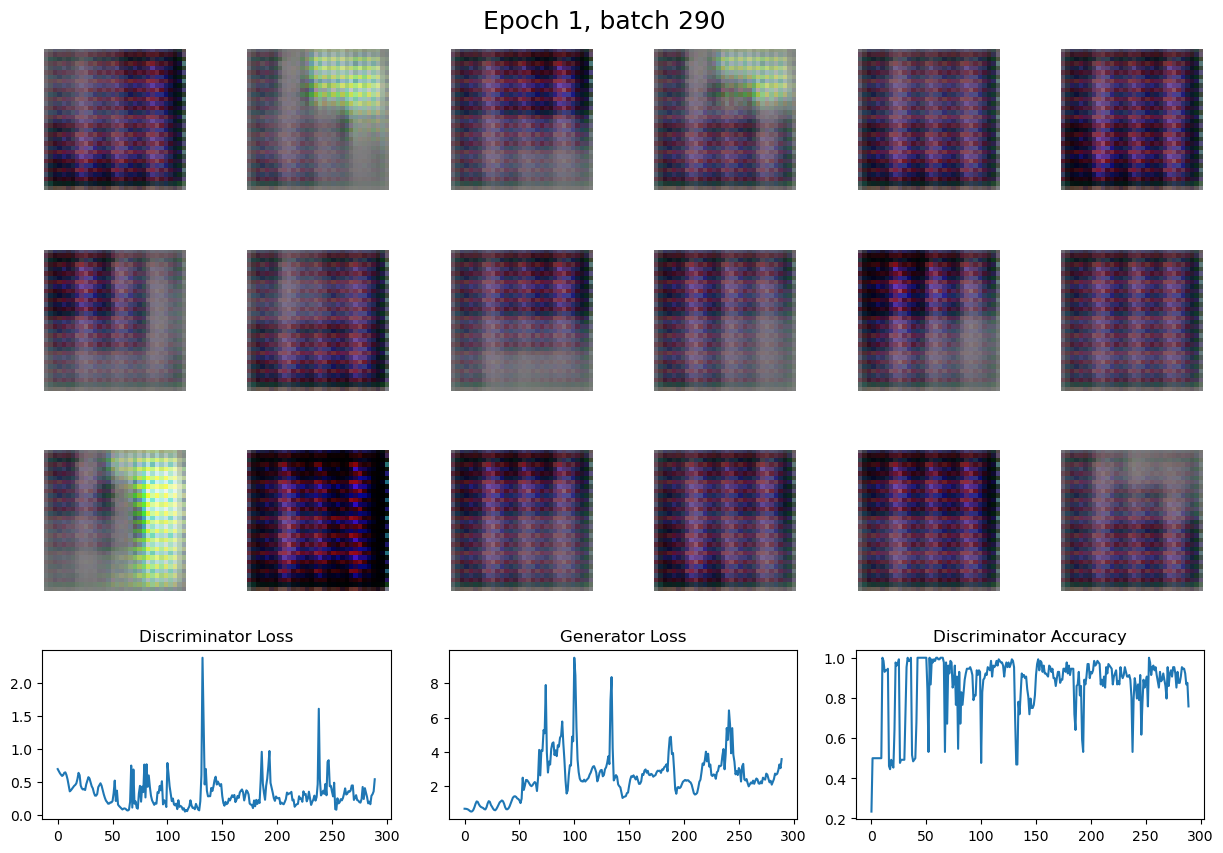 Epoch 1, batch 290
Discriminator Loss
Generator Loss
Discriminator Accuracy
2.0
1.5
1.0
0.5
0.0
0 50 100 150 200 250 300
8
6
4
2
0 50 100 150 200 250 300
1.0
0.8
0.6
0.4
0.2
0 50 100 150 200 250 300